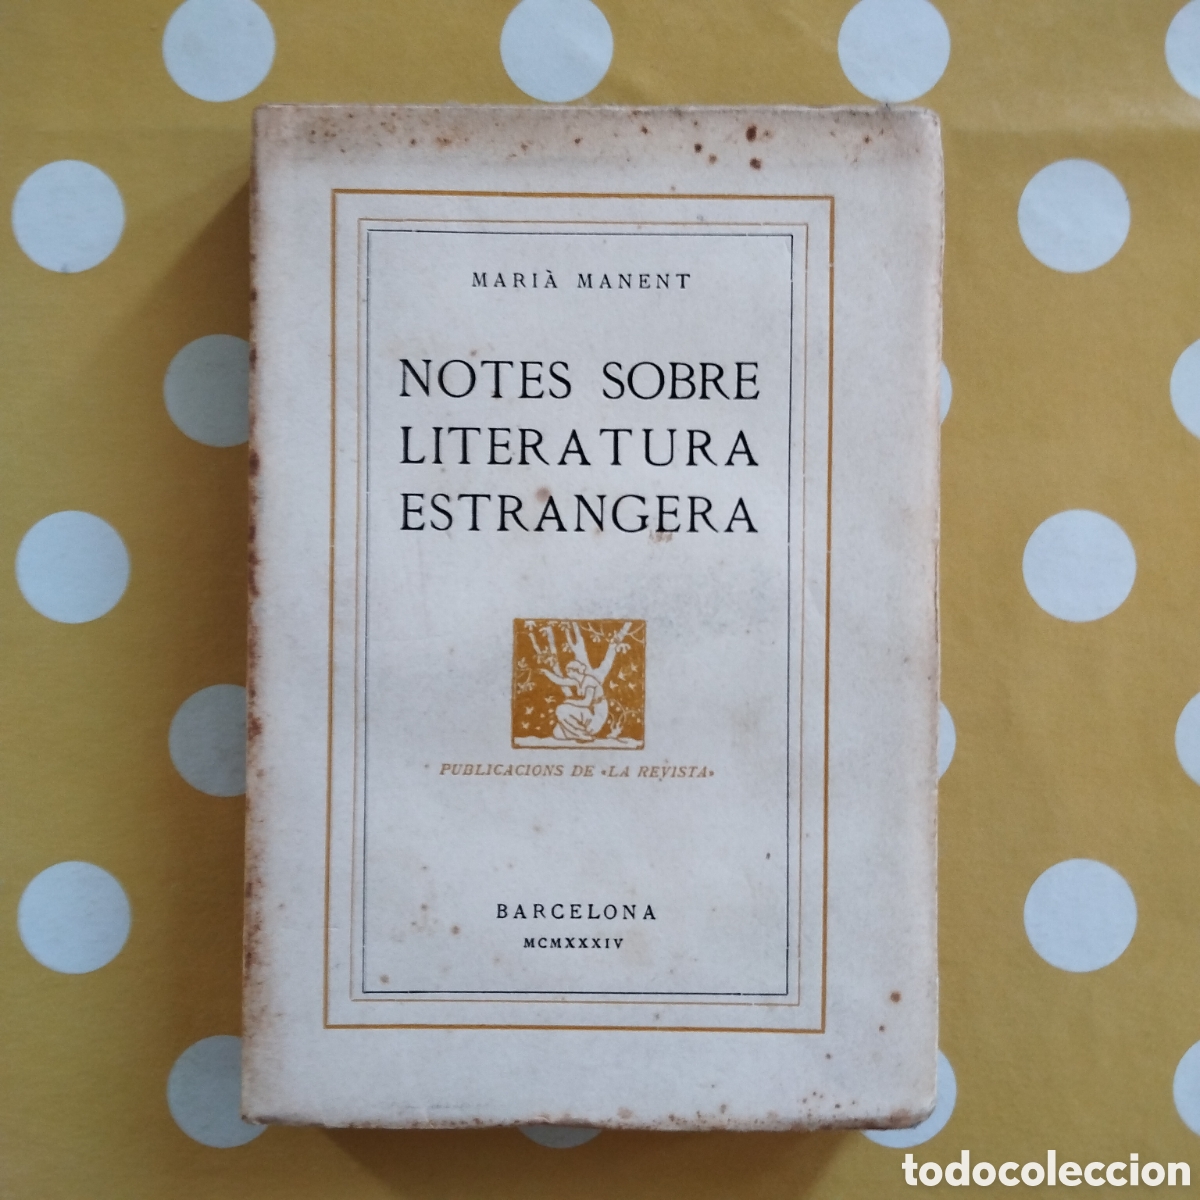 MARIÀ MANENT
NOTES SOBRE
LITERATURA
ESTRANGERA
PUBLICACIONS DE «LA REVISTA»
BARCELONA
MCMXXXIV
todocoleccion